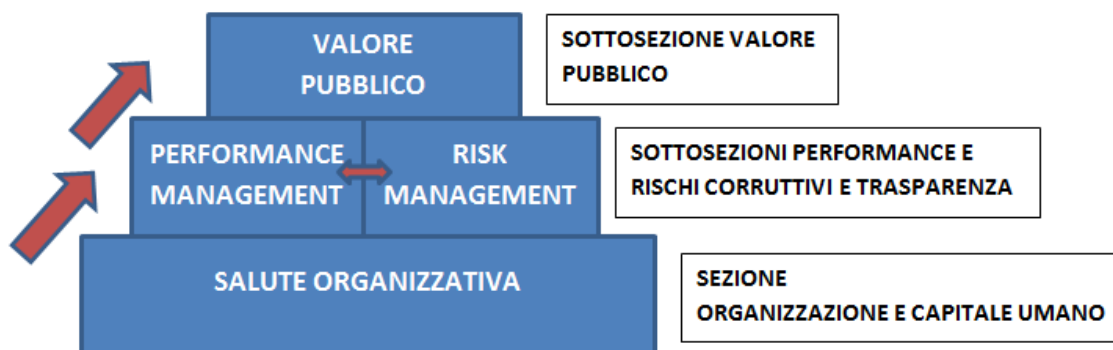 VALORE
PUBBLICO
SOTTOSEZIONE VALORE
PUBBLICO
PERFORMANCE
MANAGEMENT
RISK
MANAGEMENT
SOTTOSEZIONI PERFORMANCE E
RISCHI CORRUTTIVI E TRASPARENZA
SALUTE ORGANIZZATIVA
SEZIONE
ORGANIZZAZIONE E CAPITALE UMANO